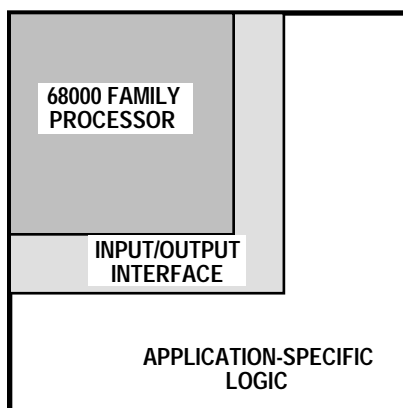 68000 FAMILY
PROCESSOR
INPUT/OUTPUT
INTERFACE
APPLICATION-SPECIFIC
LOGIC